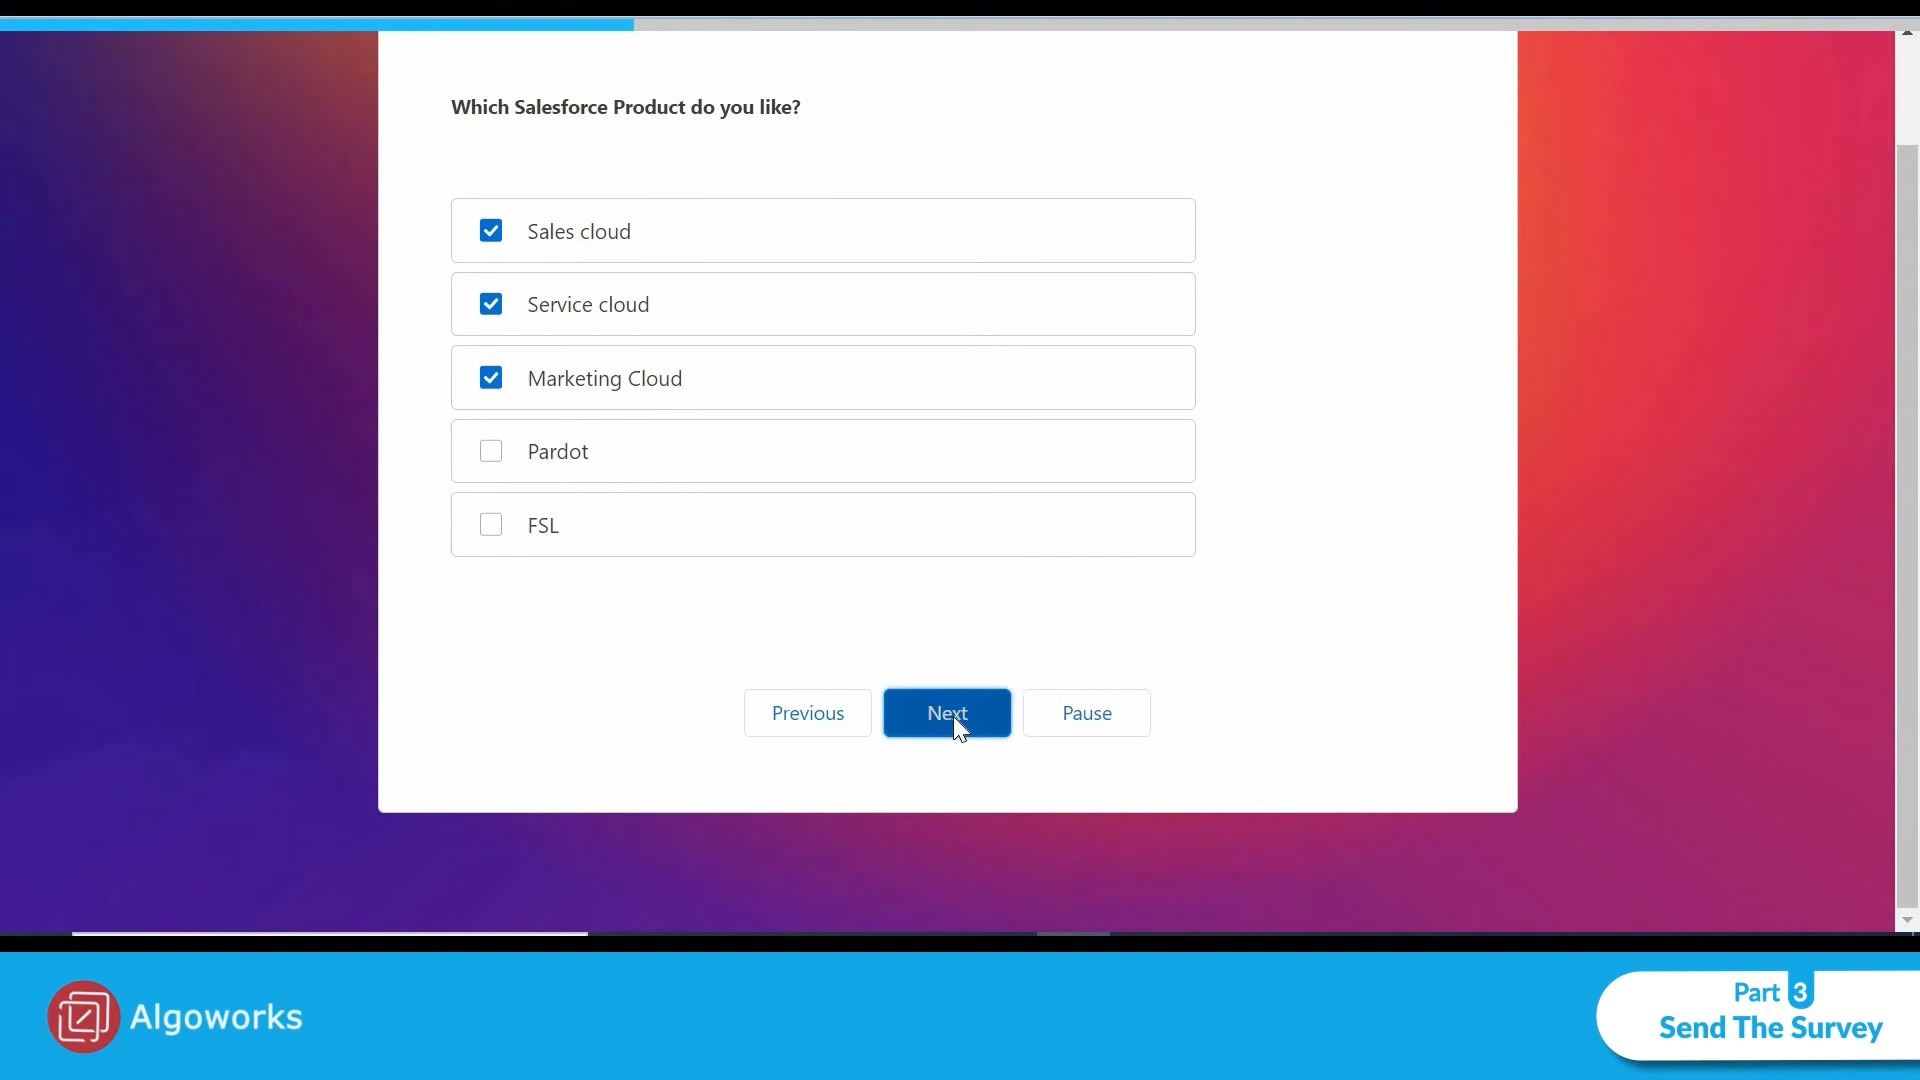 Which Salesforce Product do you like?
Sales cloud
Service cloud
Marketing Cloud
Pardot
FSL
Previous
Next
Pause
Algoworks
Part 3
Send The Survey